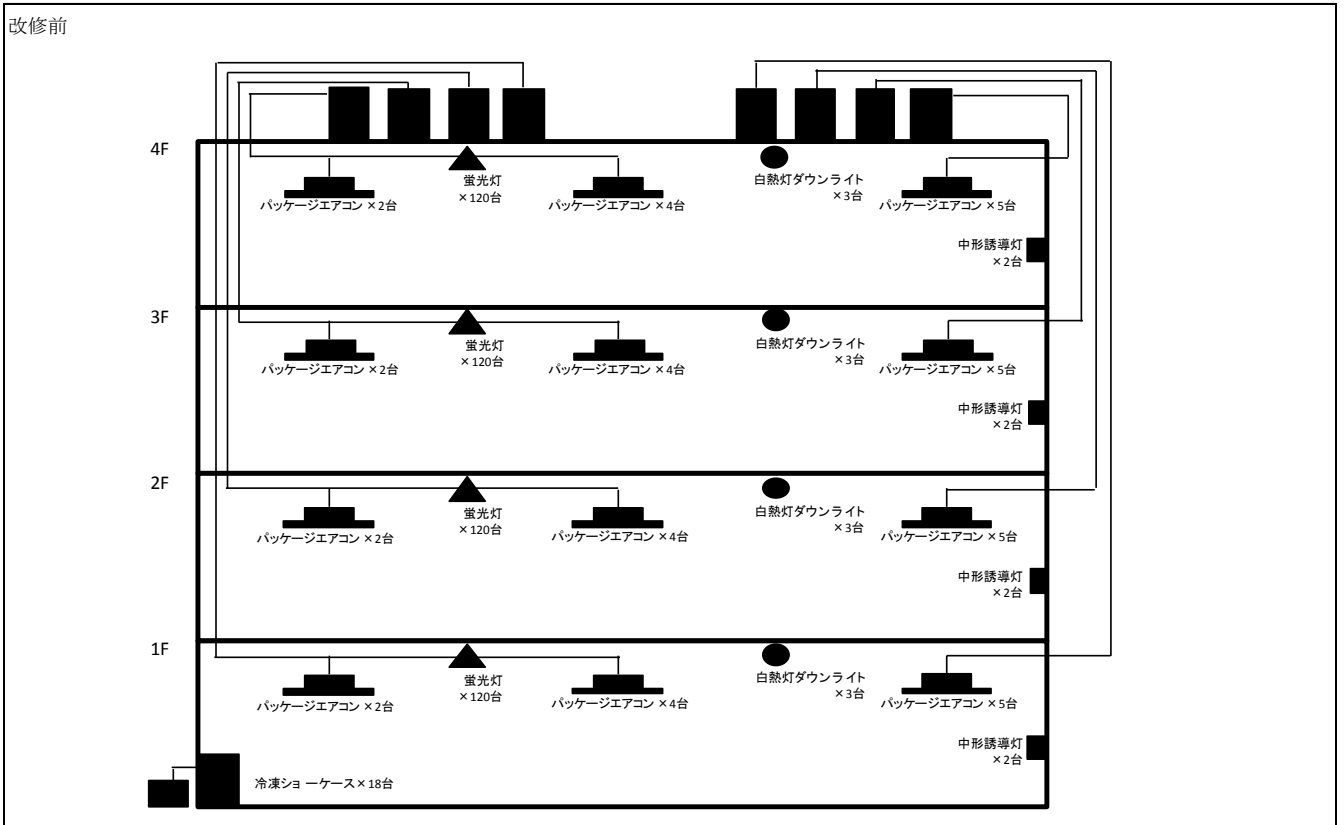 改修前
4F
蛍光灯
×120台
白熱灯ダウンライト
×3台
パッケージエアコン ×2台
パッケージエアコン ×4台
パッケージエアコン ×5台
中形誘導灯
×2台
3F
蛍光灯
×120台
白熱灯ダウンライト
×3台
パッケージエアコン ×2台
パッケージエアコン ×4台
パッケージエアコン ×5台
中形誘導灯
×2台
2F
蛍光灯
×120台
白熱灯ダウンライト
×3台
パッケージエアコン ×2台
パッケージエアコン ×4台
パッケージエアコン ×5台
中形誘導灯
×2台
1F
蛍光灯
×120台
白熱灯ダウンライト
×3台
パッケージエアコン ×2台
パッケージエアコン ×4台
パッケージエアコン ×5台
中形誘導灯
×2台
冷凍ショーケース×18台